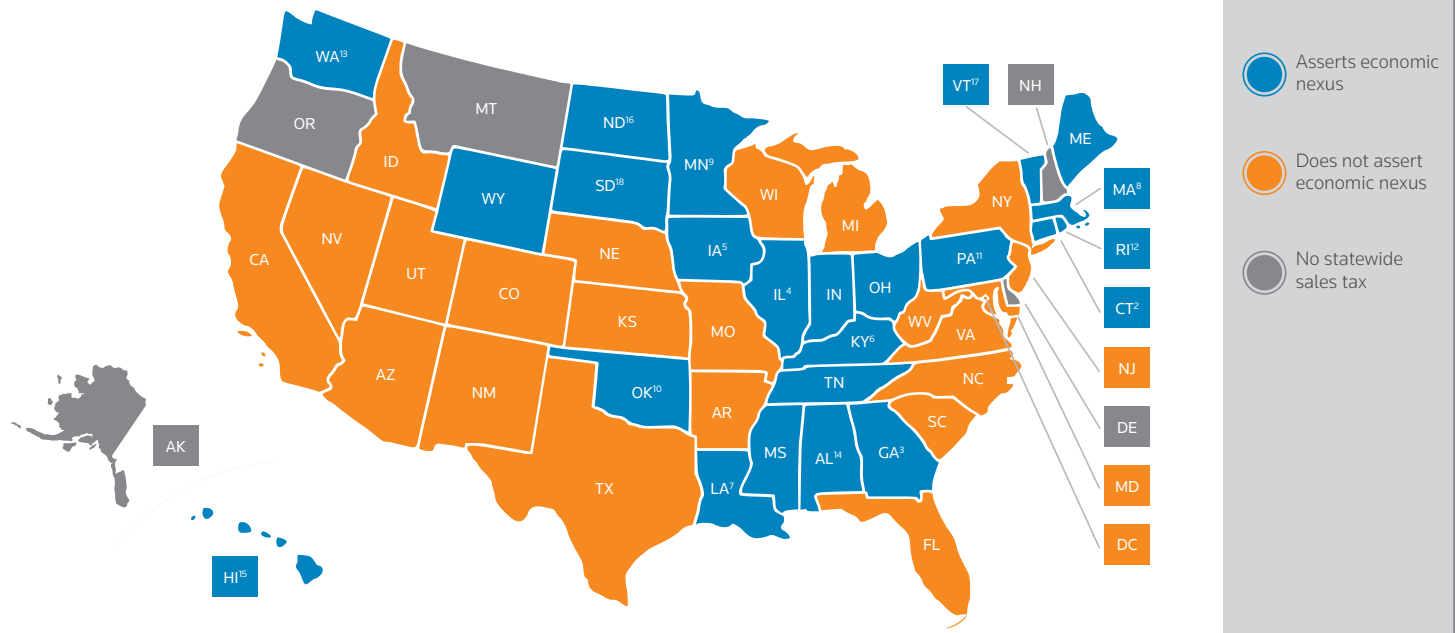 WA¹³
MT
OR
ID
WY
ND¹⁶
SD¹⁸
MN⁹
WI
MI
NY
VT¹⁷
NH
ME
MA⁸
RI¹²
CT²
NJ
DE
MD
DC
CA
NV
UT
CO
NE
KS
IA⁵
MO
IL⁴
IN
OH
PA¹¹
WV
VA
KY⁶
TN
NC
SC
AZ
NM
OK¹⁰
AR
TX
LA⁷
MS
AL¹⁴
GA³
FL
AK
HI¹⁵
Asserts economic
nexus
Does not assert
economic nexus
No statewide
sales tax